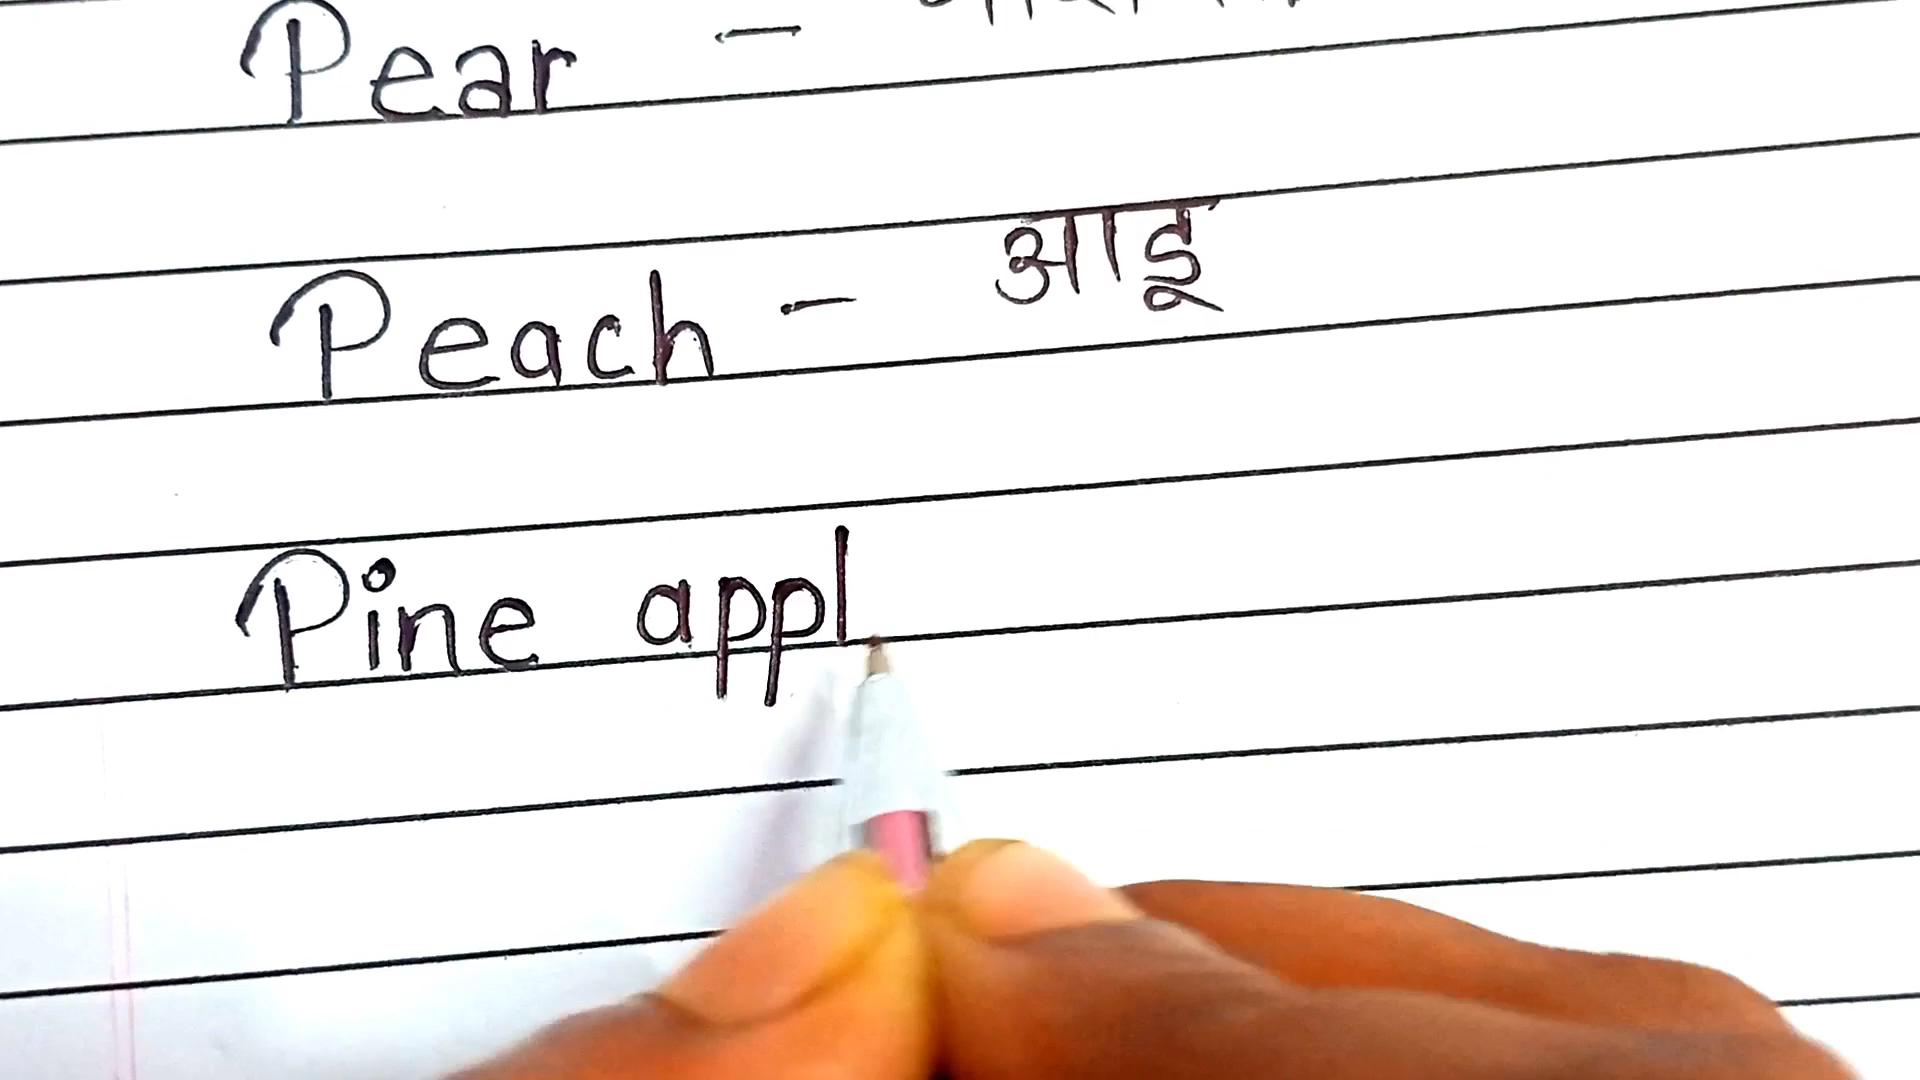 Pear -
Peach - आडू
Pine appl